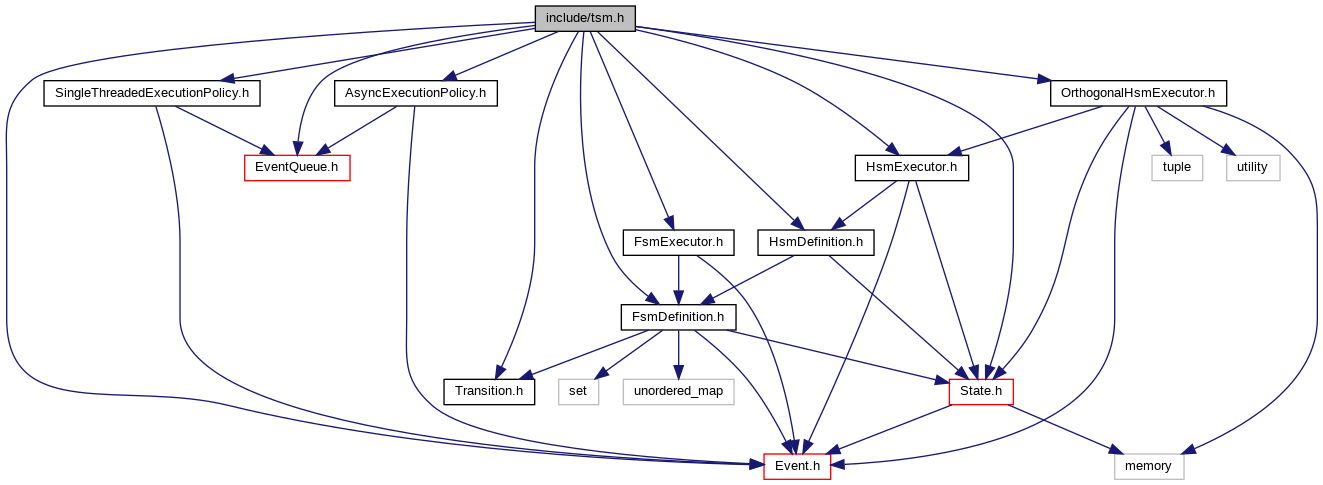 include/tsm.h
SingleThreadedExecutionPolicy.h
AsyncExecutionPolicy.h
OrthogonalHsmExecutor.h
EventQueue.h
HsmExecutor.h
tuple
utility
FsmExecutor.h
HsmDefinition.h
FsmDefinition.h
Transition.h
set
unordered_map
State.h
Event.h
memory